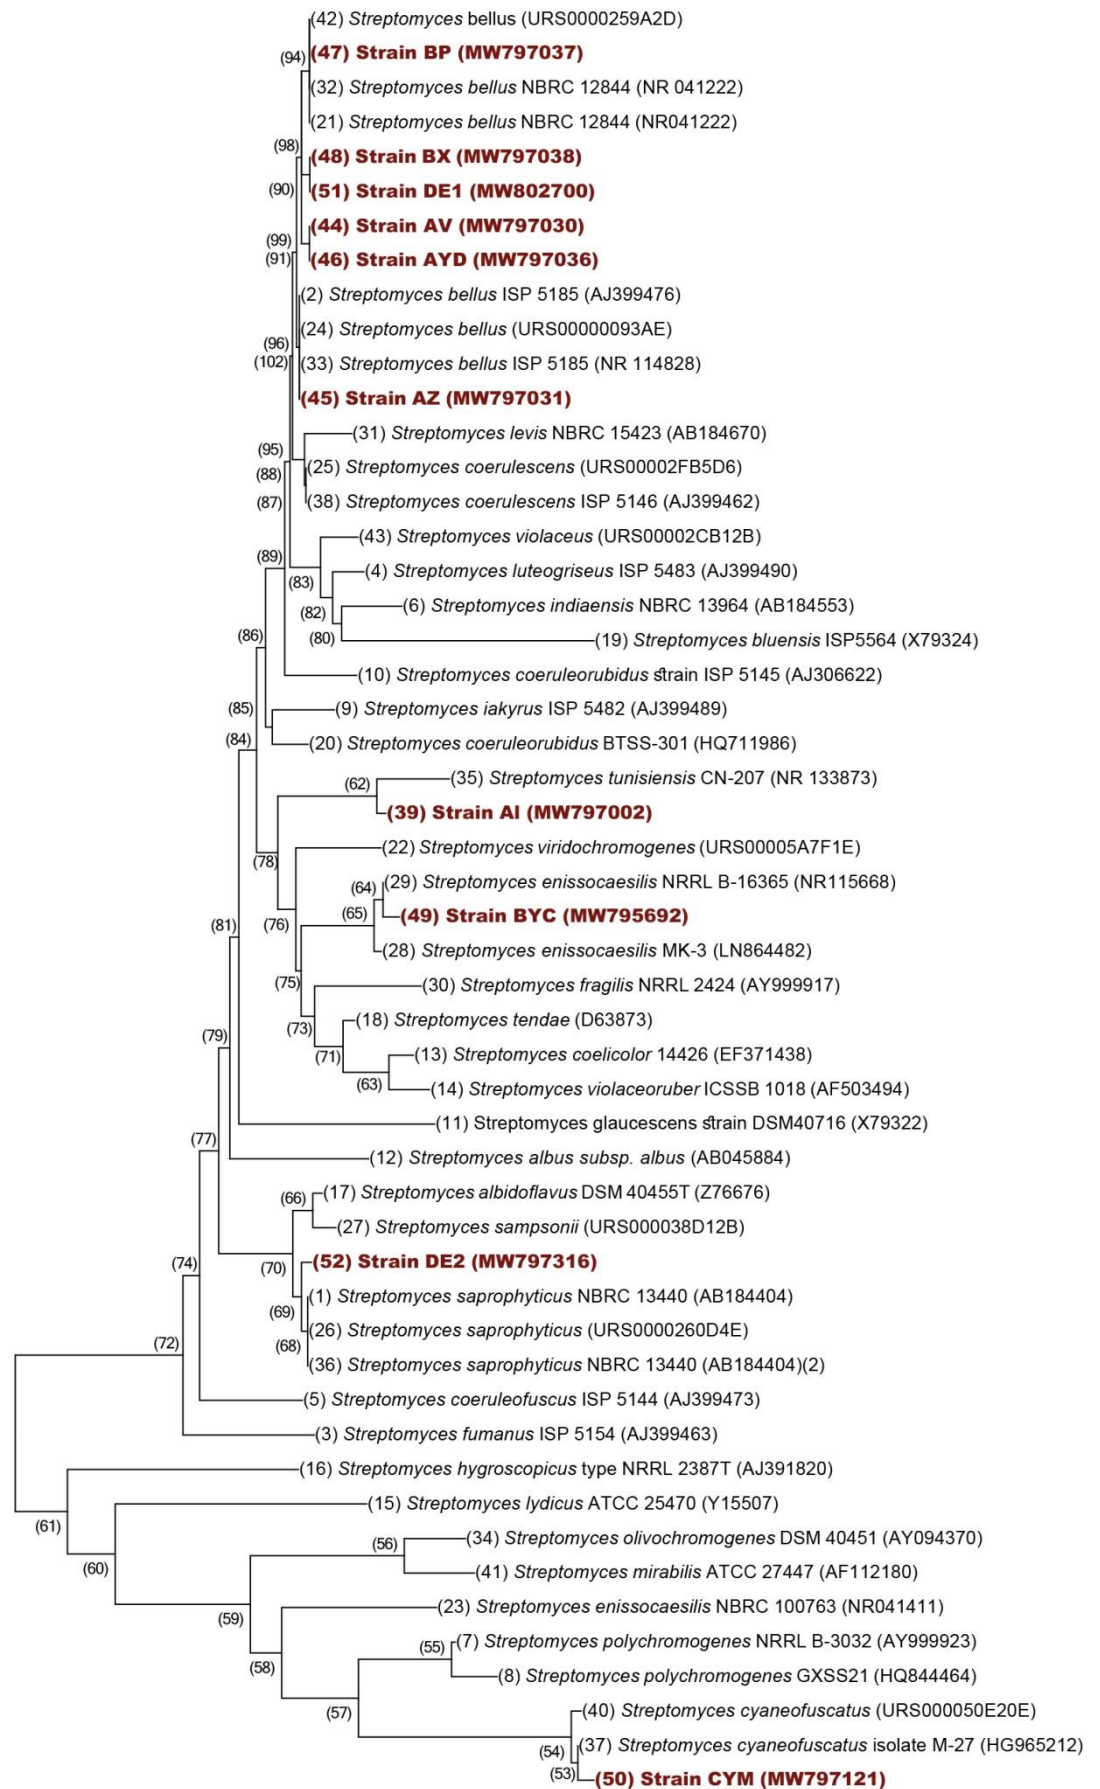 (42) Streptomyces bellus (URS0000259A2D)
(94)
(47) Strain BP (MW797037)
(32) Streptomyces bellus NBRC 12844 (NR 041222)
(21) Streptomyces bellus NBRC 12844 (NR041222)
(98)
(48) Strain BX (MW797038)
(90)
(51) Strain DE1 (MW802700)
(44) Strain AV (MW797030)
(99)
(91)
(46) Strain AYD (MW797036)
(2) Streptomyces bellus ISP 5185 (AJ399476)
(24) Streptomyces bellus (URS00000093AE)
(96)
(102)
(33) Streptomyces bellus ISP 5185 (NR 114828)
(45) Strain AZ (MW797031)
(31) Streptomyces levis NBRC 15423 (AB184670)
(95)
(25) Streptomyces coerulescens (URS00002FB5D6)
(88)
(87)
(38) Streptomyces coerulescens ISP 5146 (AJ399462)
(43) Streptomyces violaceus (URS00002CB12B)
(89)
(83)
(4) Streptomyces luteogriseus ISP 5483 (AJ399490)
(82)
(6) Streptomyces indiaensis NBRC 13964 (AB184553)
(86)
(80)
(19) Streptomyces bluensis ISP5564 (X79324)
(10) Streptomyces coeruleorubidus strain ISP 5145 (AJ306622)
(85)
(9) Streptomyces iakyrus ISP 5482 (AJ399489)
(84)
(20) Streptomyces coeruleorubidus BTSS-301 (HQ711986)
(62)
(35) Streptomyces tunisiensis CN-207 (NR 133873)
(39) Strain AI (MW797002)
(78)
(22) Streptomyces viridochromogenes (URS00005A7F1E)
(64)
(29) Streptomyces enissocaesilis NRRL B-16365 (NR115668)
(81)
(76)
(65)
(49) Strain BYC (MW795692)
(28) Streptomyces enissocaesilis MK-3 (LN864482)
(75)
(30) Streptomyces fragilis NRRL 2424 (AY999917)
(79)
(73)
(18) Streptomyces tendae (D63873)
(71)
(13) Streptomyces coelicolor 14426 (EF371438)
(63)
(14) Streptomyces violaceoruber ICSSB 1018 (AF503494)
(11) Streptomyces glaucescens strain DSM40716 (X79322)
(77)
(12) Streptomyces albus subsp. albus (AB045884)
(66)
(17) Streptomyces albidoflavus DSM 40455T (Z76676)
(27) Streptomyces sampsonii (URS000038D12B)
(74)
(70)
(52) Strain DE2 (MW797316)
(69)
(1) Streptomyces saprophyticus NBRC 13440 (AB184404)
(72)
(68)
(26) Streptomyces saprophyticus (URS0000260D4E)
(36) Streptomyces saprophyticus NBRC 13440 (AB184404)(2)
(5) Streptomyces coeruleofuscus ISP 5144 (AJ399473)
(3) Streptomyces fumanus ISP 5154 (AJ399463)
(16) Streptomyces hygroscopicus type NRRL 2387T (AJ391820)
(61)
(15) Streptomyces lydicus ATCC 25470 (Y15507)
(60)
(56)
(34) Streptomyces olivochromogenes DSM 40451 (AY094370)
(41) Streptomyces mirabilis ATCC 27447 (AF112180)
(59)
(23) Streptomyces enissocaesilis NBRC 100763 (NR041411)
(58)
(55)
(7) Streptomyces polychromogenes NRRL B-3032 (AY999923)
(8) Streptomyces polychromogenes GXSS21 (HQ844464)
(57)
(40) Streptomyces cyaneofuscatus (URS000050E20E)
(54)
(37) Streptomyces cyaneofuscatus isolate M-27 (HG965212)
(53)
(50) Strain CYM (MW797121)